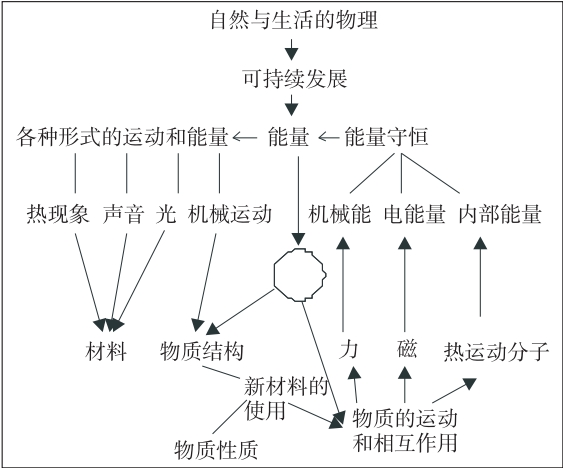 自然与生活的物理
可持续发展
各种形式的运动和能量 能量 能量守恒
热现象 声音 光 机械运动 机械能 电能量 内部能量
材料 物质结构 力 磁 热运动分子
新材料的
使用
物质的运动
和相互作用
物质性质